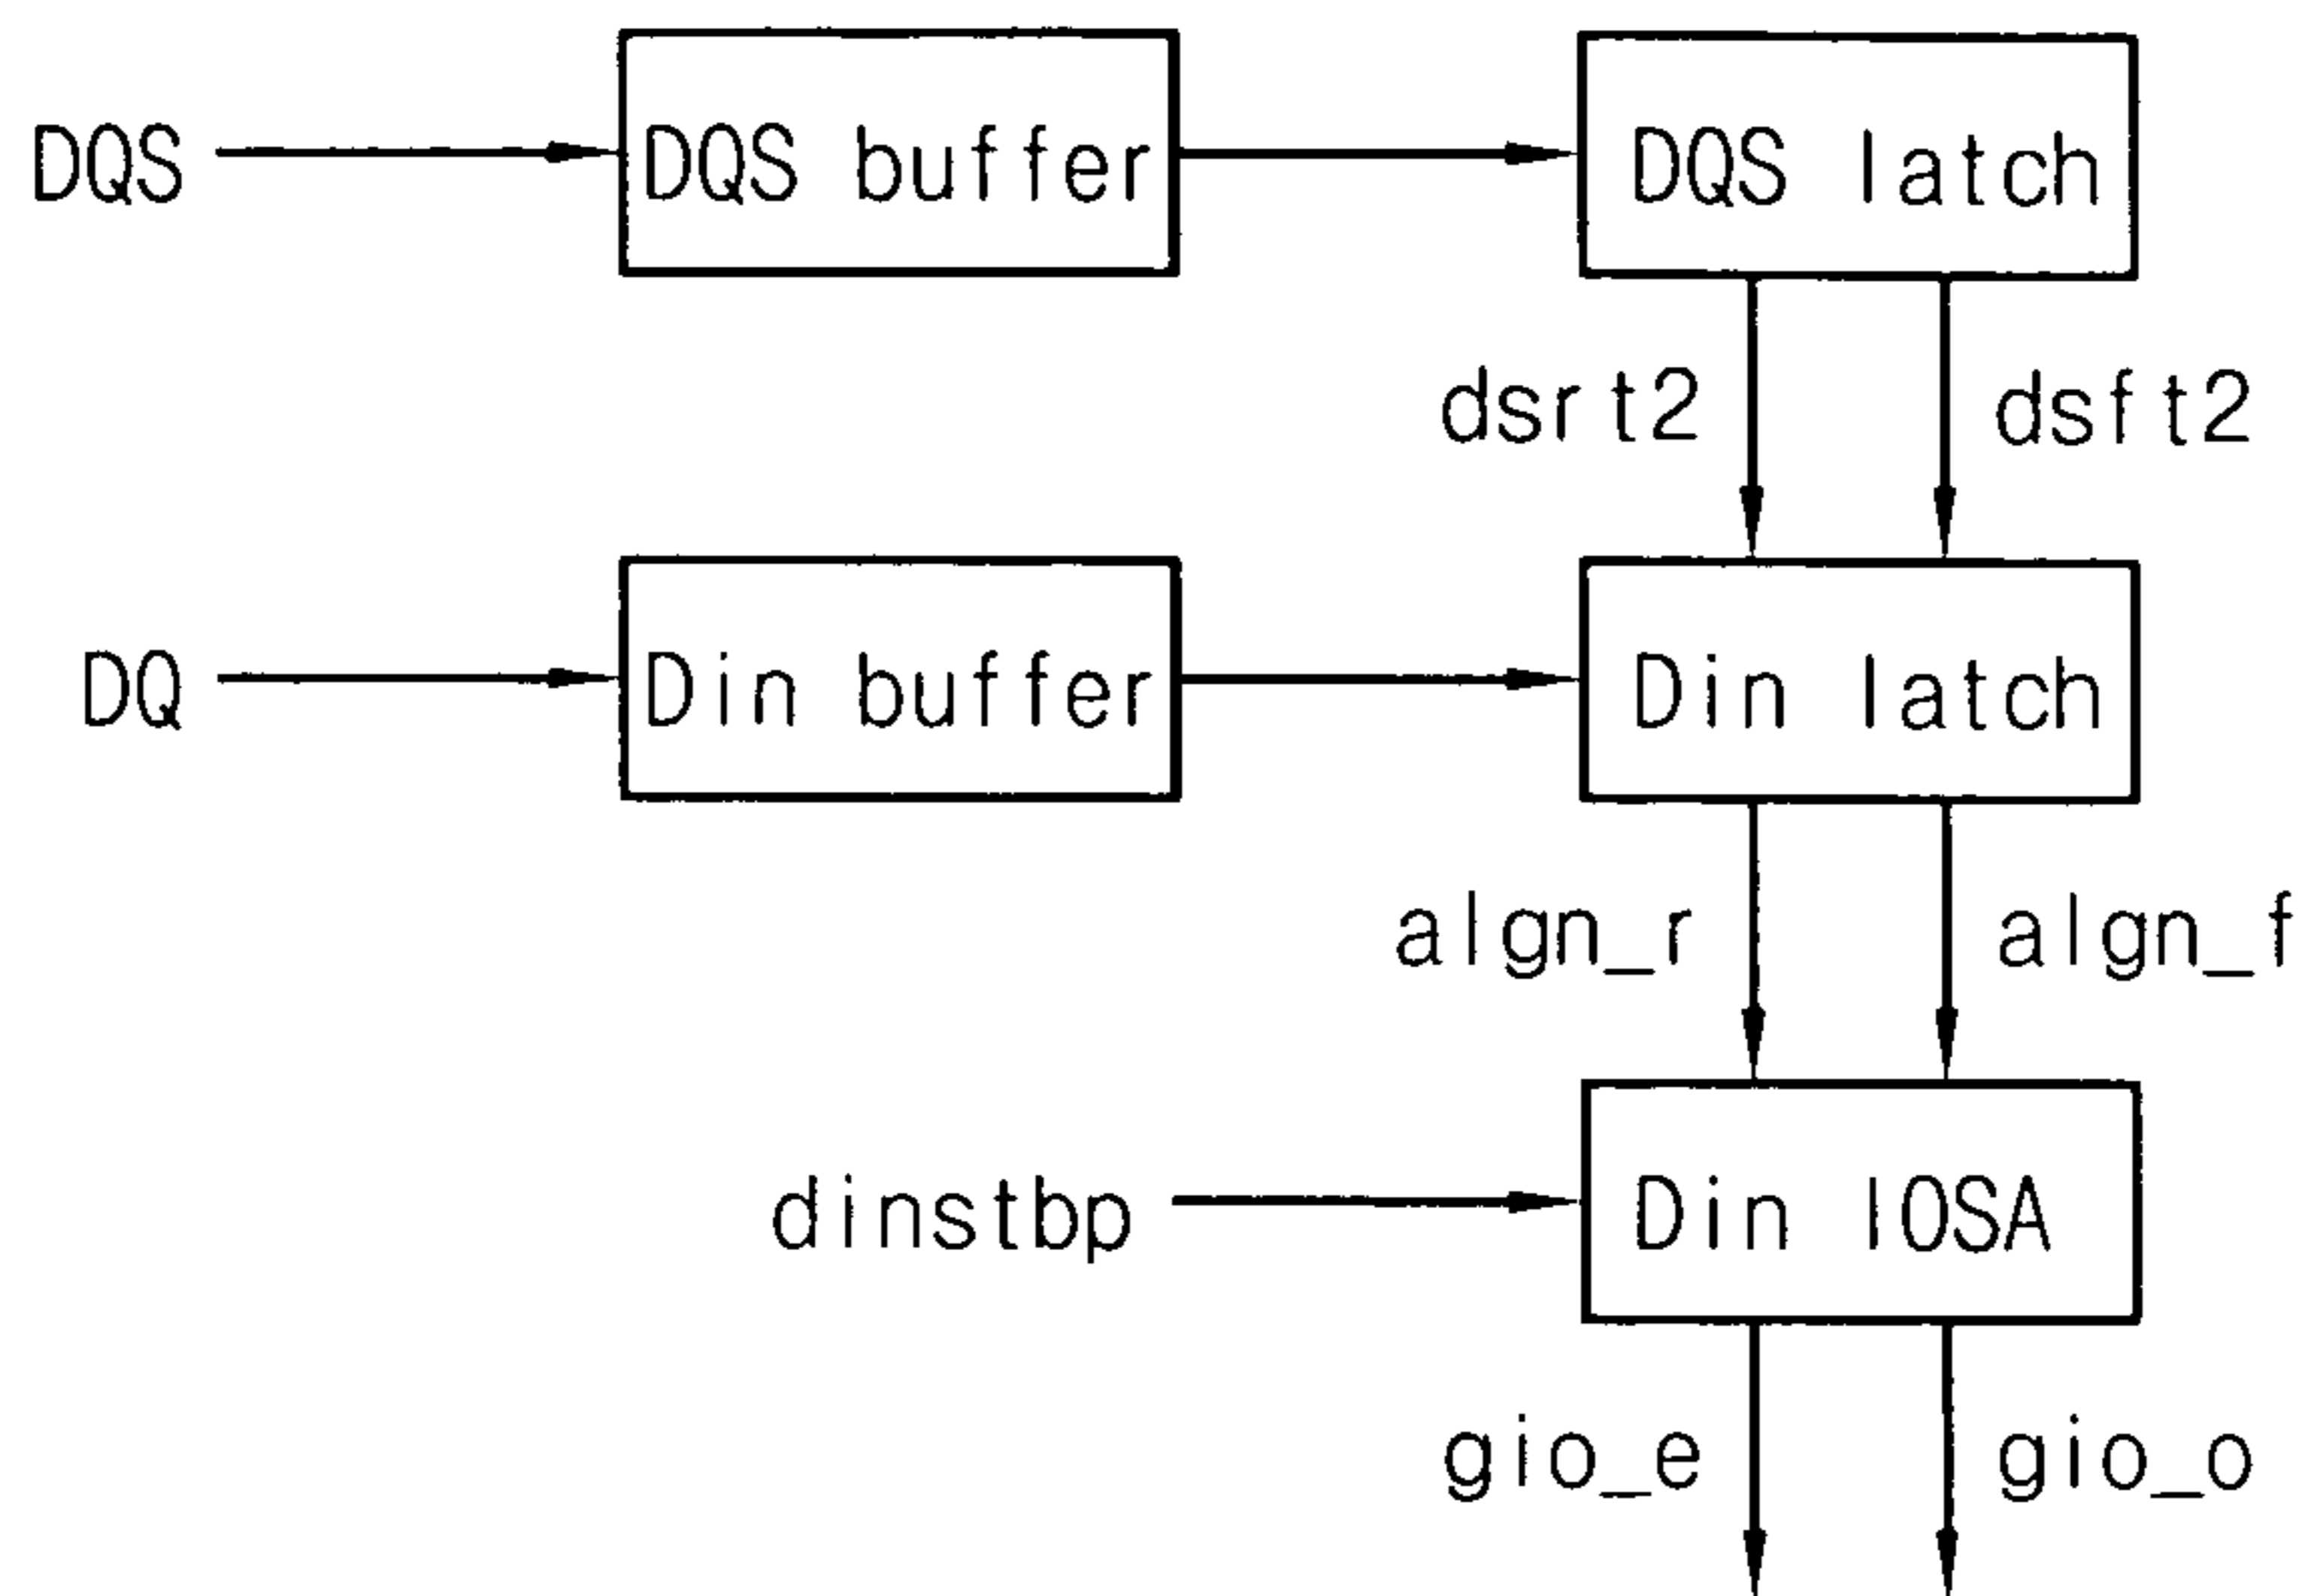 DQS DQS buffer DQS latch
dsrt2 dsft2
DQ Din buffer Din latch
algn_r algn_f
dinstbp Din IOSA
gio_e gio_o